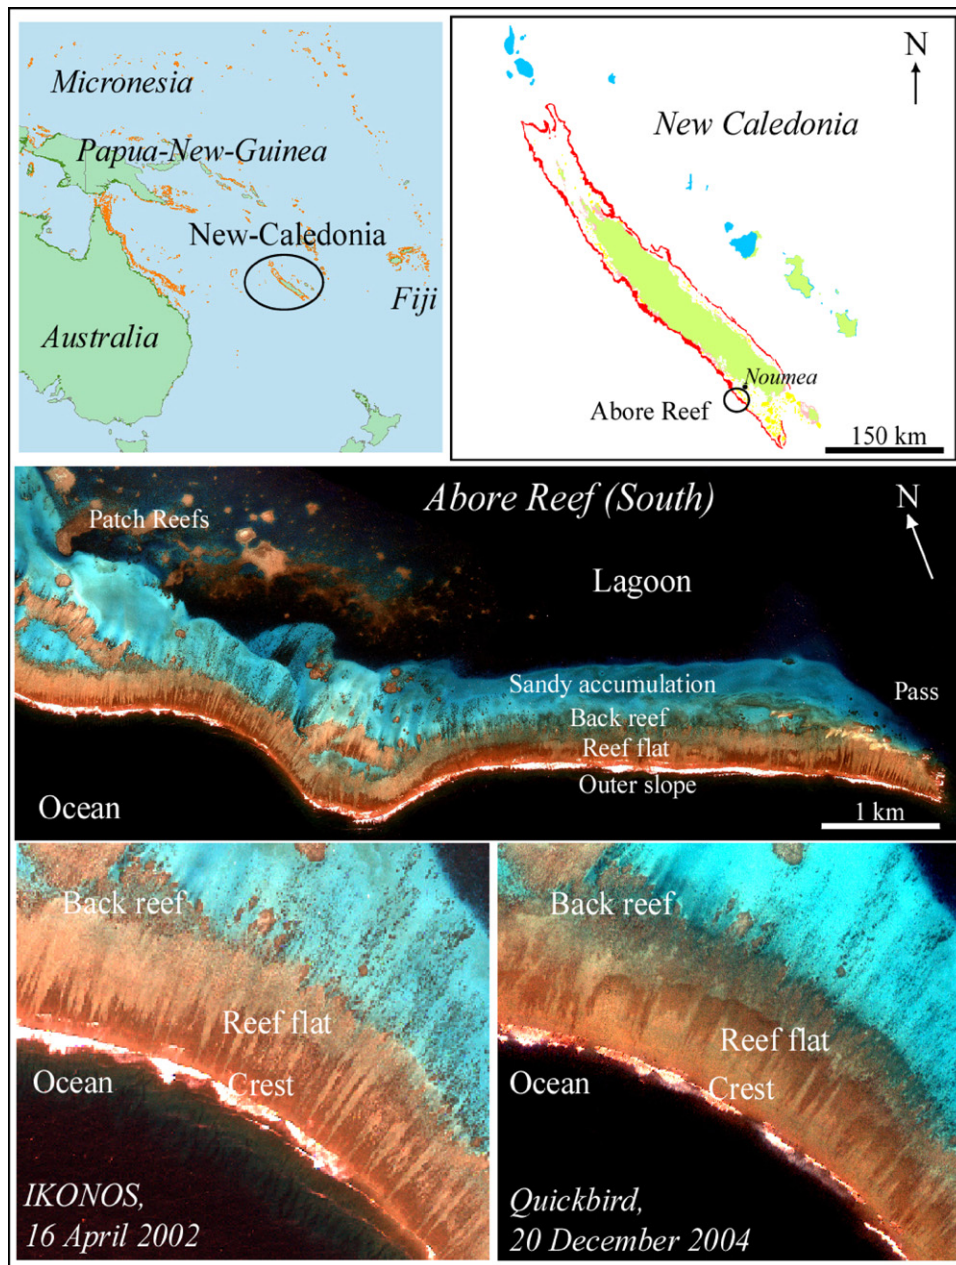 Micronesia
Papua-New-Guinea
New-Caledonia
Fiji
Australia
N
New Caledonia
Noumea
Abore Reef
150 km
Abore Reef (South)
N
Patch Reefs
Lagoon
Sandy accumulation
Pass
Back reef
Reef flat
Outer slope
Ocean
1 km
Back reef
Reef flat
Ocean
Crest
IKONOS,
16 April 2002
Back reef
Reef flat
Ocean
Crest
Quickbird,
20 December 2004